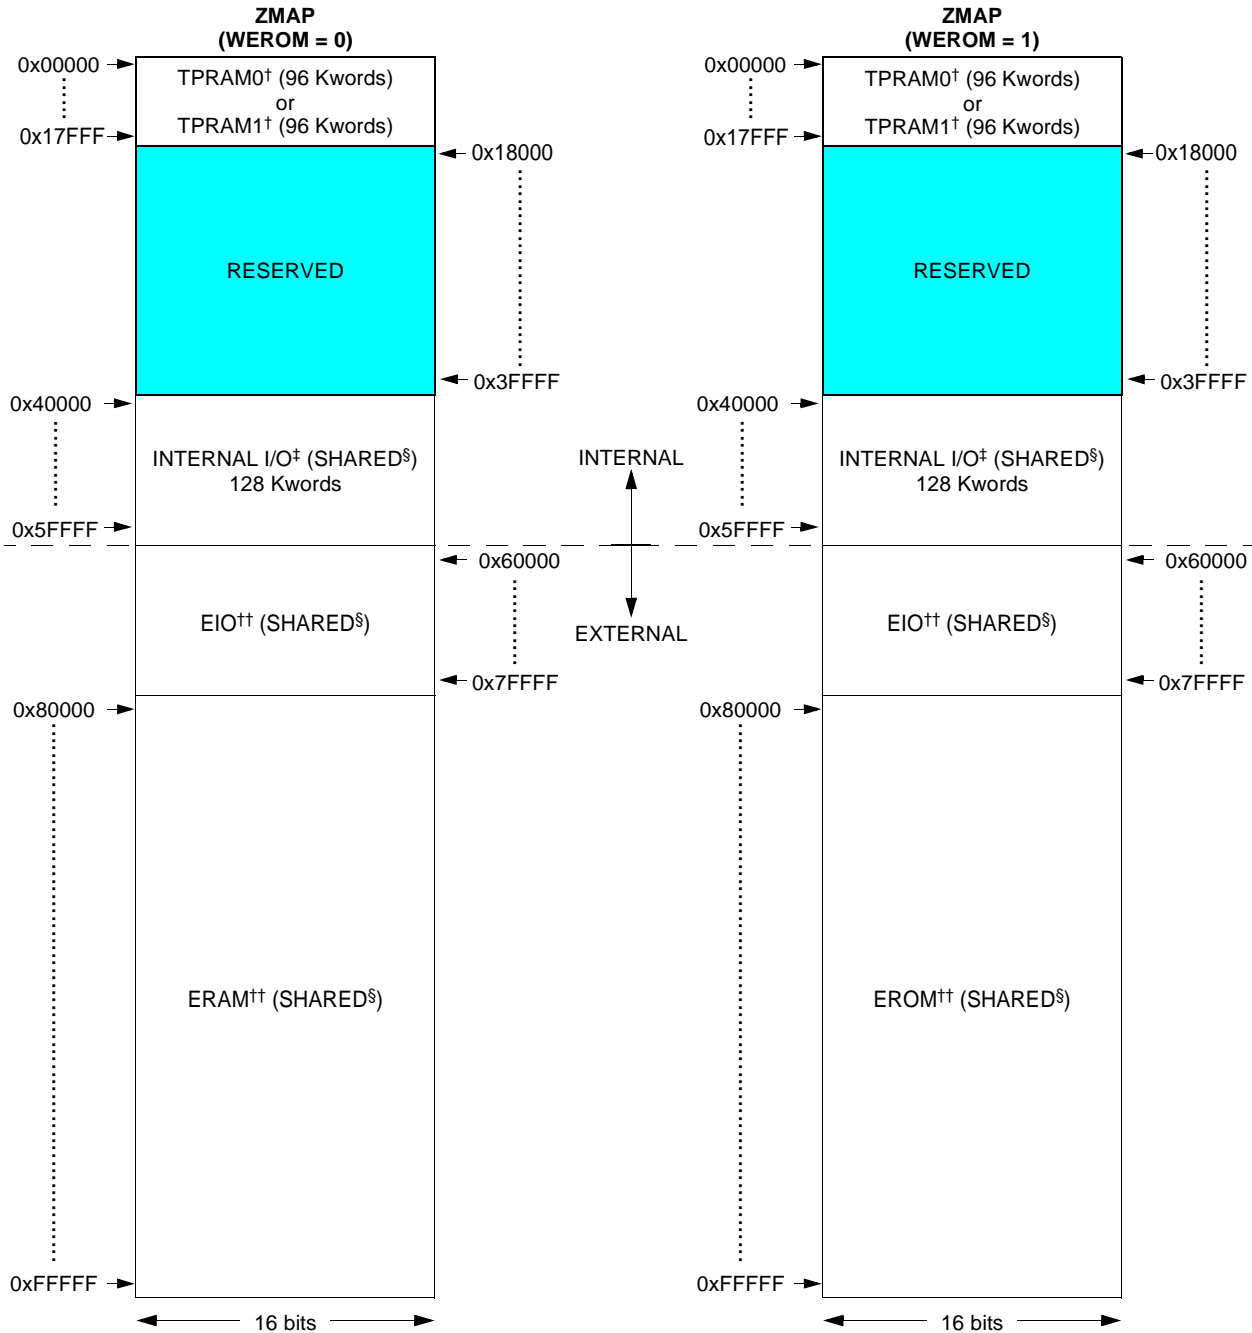 ZMAP
(WEROM = 0)
0x00000
0x17FFF
TPRAM0† (96 Kwords)
or
TPRAM1† (96 Kwords)
0x18000
RESERVED
0x3FFFF
0x40000
INTERNAL I/O‡ (SHARED§)
128 Kwords
0x5FFFF
0x60000
EIO†† (SHARED§)
0x7FFFF
0x80000
ERAM†† (SHARED§)
0xFFFFF
16 bits
INTERNAL
EXTERNAL
ZMAP
(WEROM = 1)
0x00000
0x17FFF
TPRAM0† (96 Kwords)
or
TPRAM1† (96 Kwords)
0x18000
RESERVED
0x3FFFF
0x40000
INTERNAL I/O‡ (SHARED§)
128 Kwords
0x5FFFF
0x60000
EIO†† (SHARED§)
0x7FFFF
0x80000
EROM†† (SHARED§)
0xFFFFF
16 bits